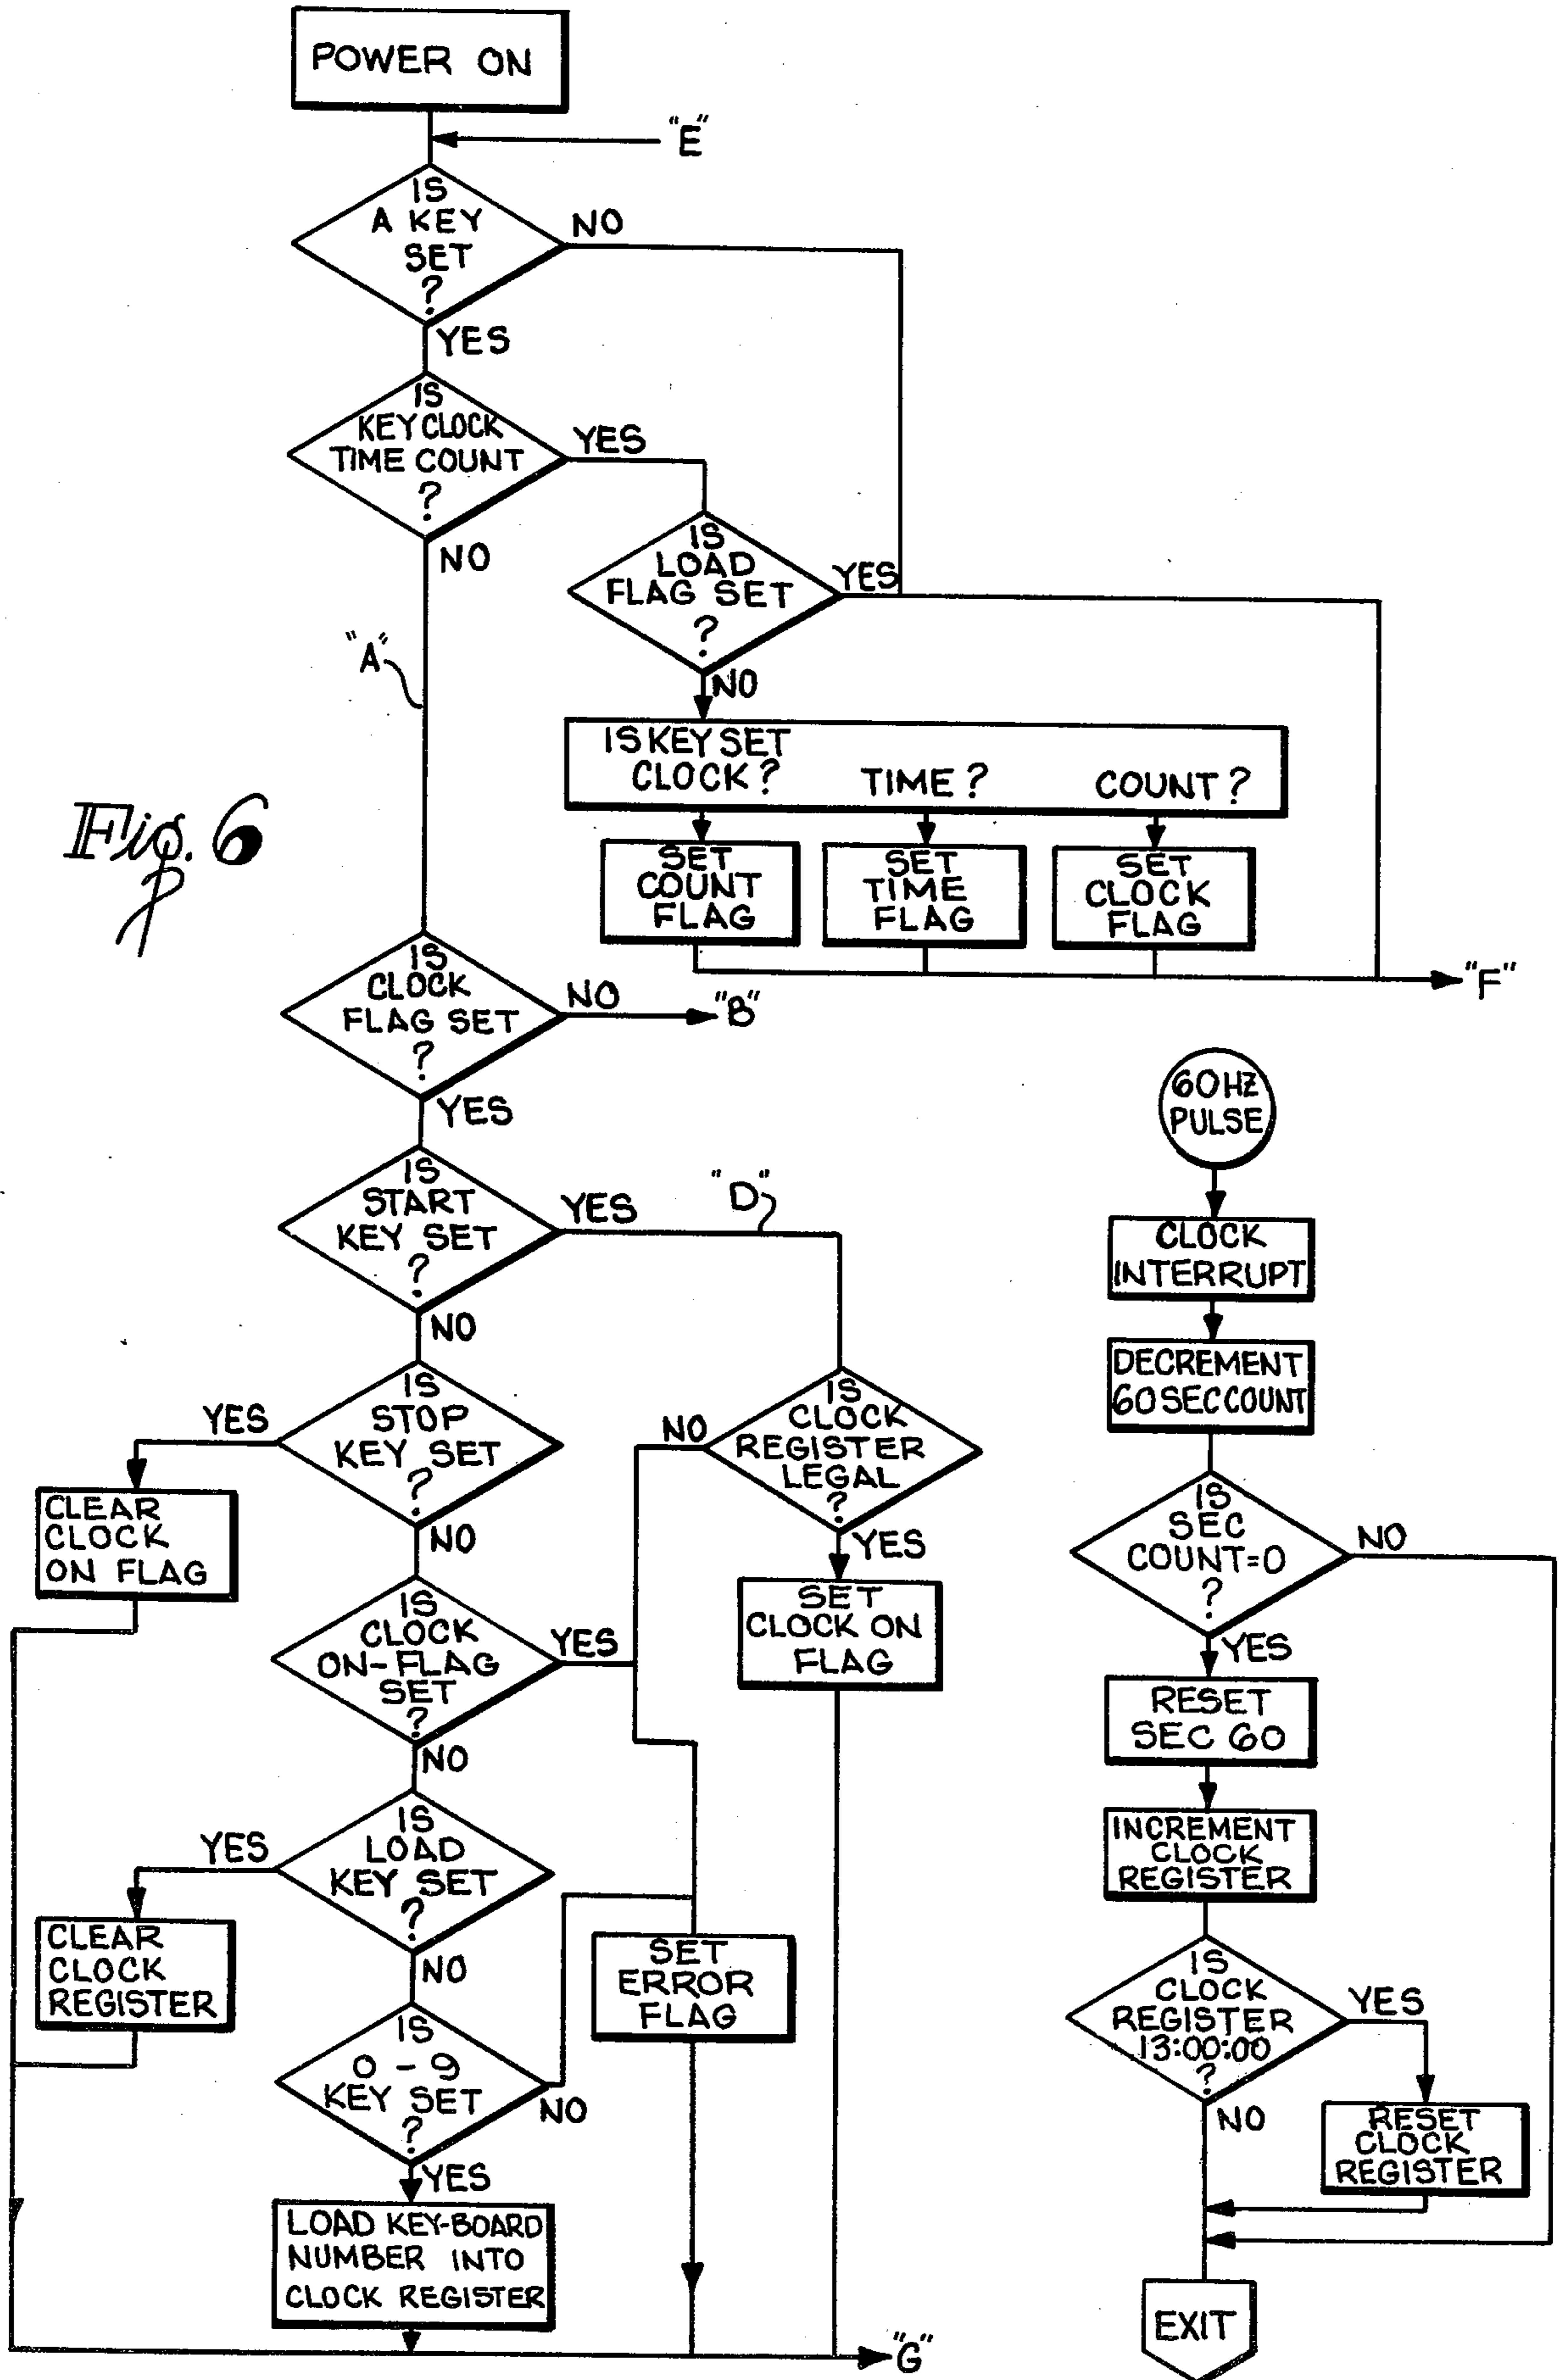 POWER ON
"E"
IS
A KEY
SET
?
NO
YES
IS
KEY CLOCK
TIME COUNT
?
YES
NO
IS
LOAD
FLAG SET
?
YES
NO
"A"
IS KEY SET
CLOCK?
TIME?
COUNT?
Fig. 6
SET
COUNT
FLAG
SET
TIME
FLAG
SET
CLOCK
FLAG
"F"
IS
CLOCK
FLAG SET
?
NO
"B"
YES
IS
START
KEY SET
?
YES
"D"
NO
IS
STOP
KEY SET
?
YES
NO
CLEAR
CLOCK
ON FLAG
IS
CLOCK
REGISTER
LEGAL
?
NO
YES
SET
CLOCK ON
FLAG
IS
CLOCK
ON-FLAG
SET
?
YES
NO
IS
LOAD
KEY SET
?
YES
NO
CLEAR
CLOCK
REGISTER
SET
ERROR
FLAG
IS
0 - 9
KEY SET
?
NO
YES
LOAD KEY-BOARD
NUMBER INTO
CLOCK REGISTER
"G"
60 HZ
PULSE
CLOCK
INTERRUPT
DECREMENT
60 SEC COUNT
IS
SEC
COUNT=0
?
NO
YES
RESET
SEC 60
INCREMENT
CLOCK
REGISTER
IS
CLOCK
REGISTER
13:00:00
?
YES
NO
RESET
CLOCK
REGISTER
EXIT